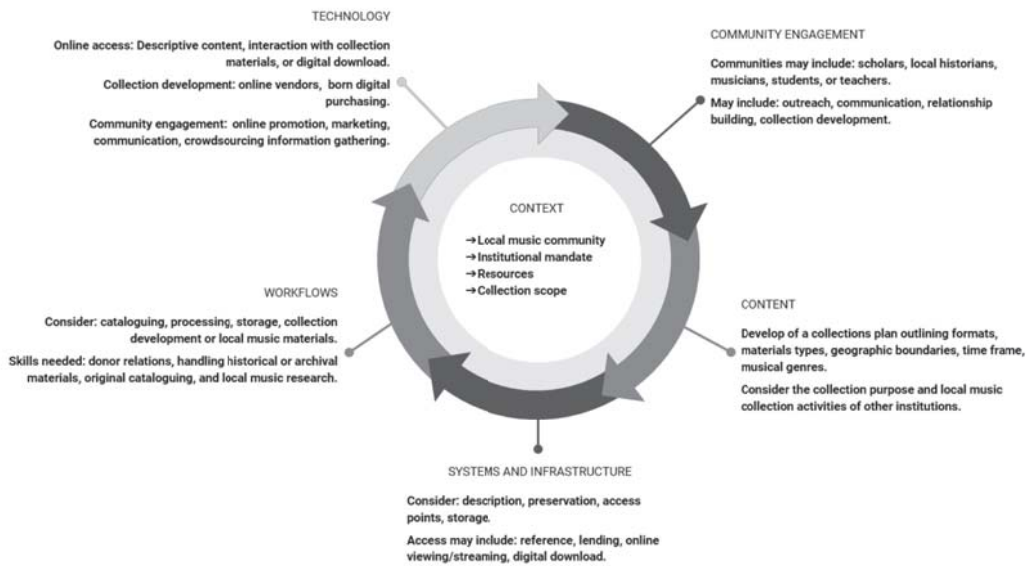 TECHNOLOGY
Online access: Descriptive content, interaction with collection
materials, or digital download.
Collection development: online vendors, born digital
purchasing.
Community engagement: online promotion, marketing,
communication, crowdsourcing information gathering.
COMMUNITY ENGAGEMENT
Communities may include: scholars, local historians,
musicians, students, or teachers.
May include: outreach, communication, relationship
building, collection development.
CONTEXT
→Local music community
→Institutional mandate
→Resources
→Collection scope
CONTENT
Develop of a collections plan outlining formats,
materials types, geographic boundaries, time frame,
musical genres.
Consider the collection purpose and local music
collection activities of other institutions.
SYSTEMS AND INFRASTRUCTURE
Consider: description, preservation, access
points, storage.
Access may include: reference, lending, online
viewing/streaming, digital download.
WORKFLOWS
Consider: cataloguing, processing, storage, collection
development or local music materials.
Skills needed: donor relations, handling historical or archival
materials, original cataloguing, and local music research.